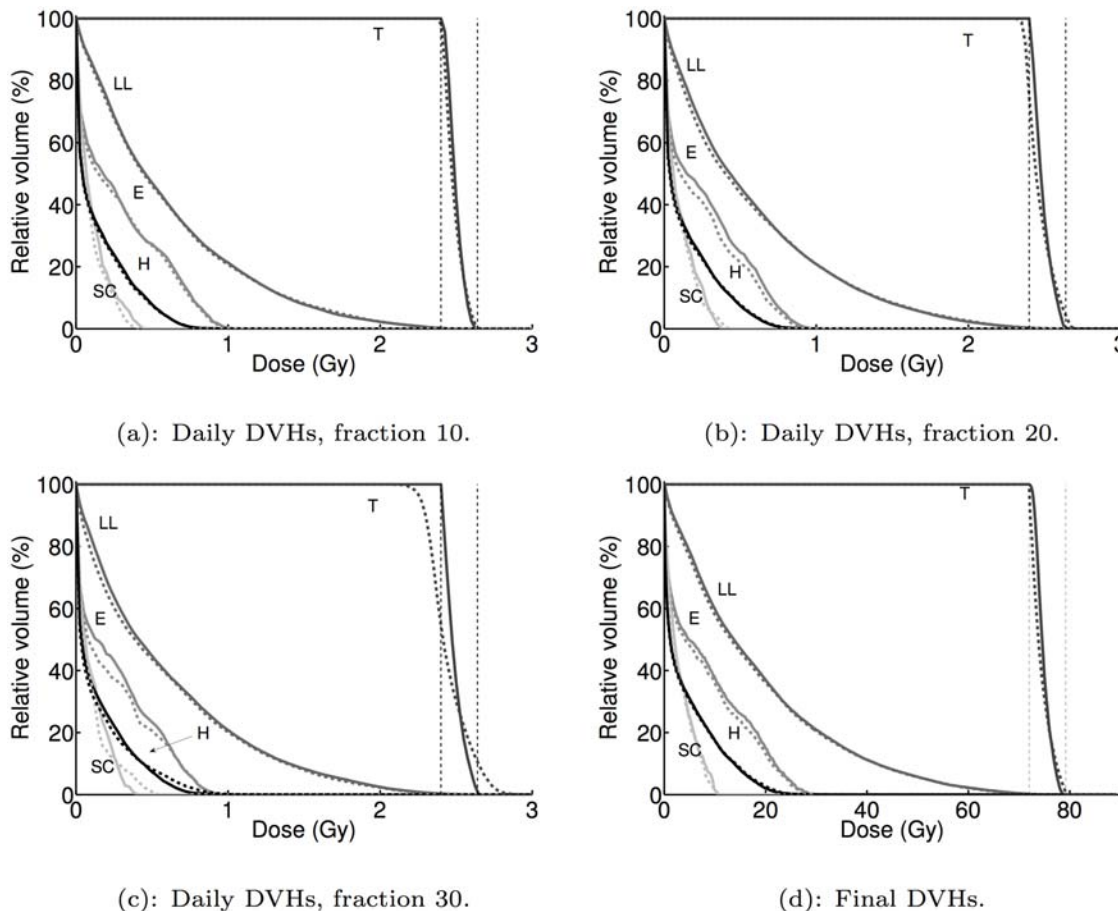 100
80
60
40
20
0
Relative volume (%)
T
LL
E
H
SC
0 1 2 3
Dose (Gy)
(a): Daily DVHs, fraction 10.
100
80
60
40
20
0
Relative volume (%)
T
LL
E
H
SC
0 1 2 3
Dose (Gy)
(b): Daily DVHs, fraction 20.
100
80
60
40
20
0
Relative volume (%)
T
LL
E
H
SC
0 1 2 3
Dose (Gy)
(c): Daily DVHs, fraction 30.
100
80
60
40
20
0
Relative volume (%)
T
LL
E
H
SC
0 20 40 60 80
Dose (Gy)
(d): Final DVHs.